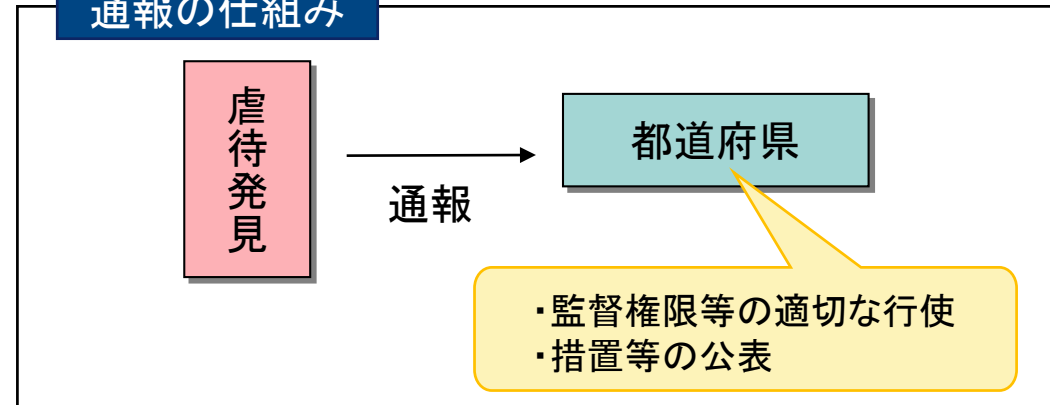 通報の仕組み
虐待発見
通報
都道府県
・監督権限等の適切な行使
・措置等の公表